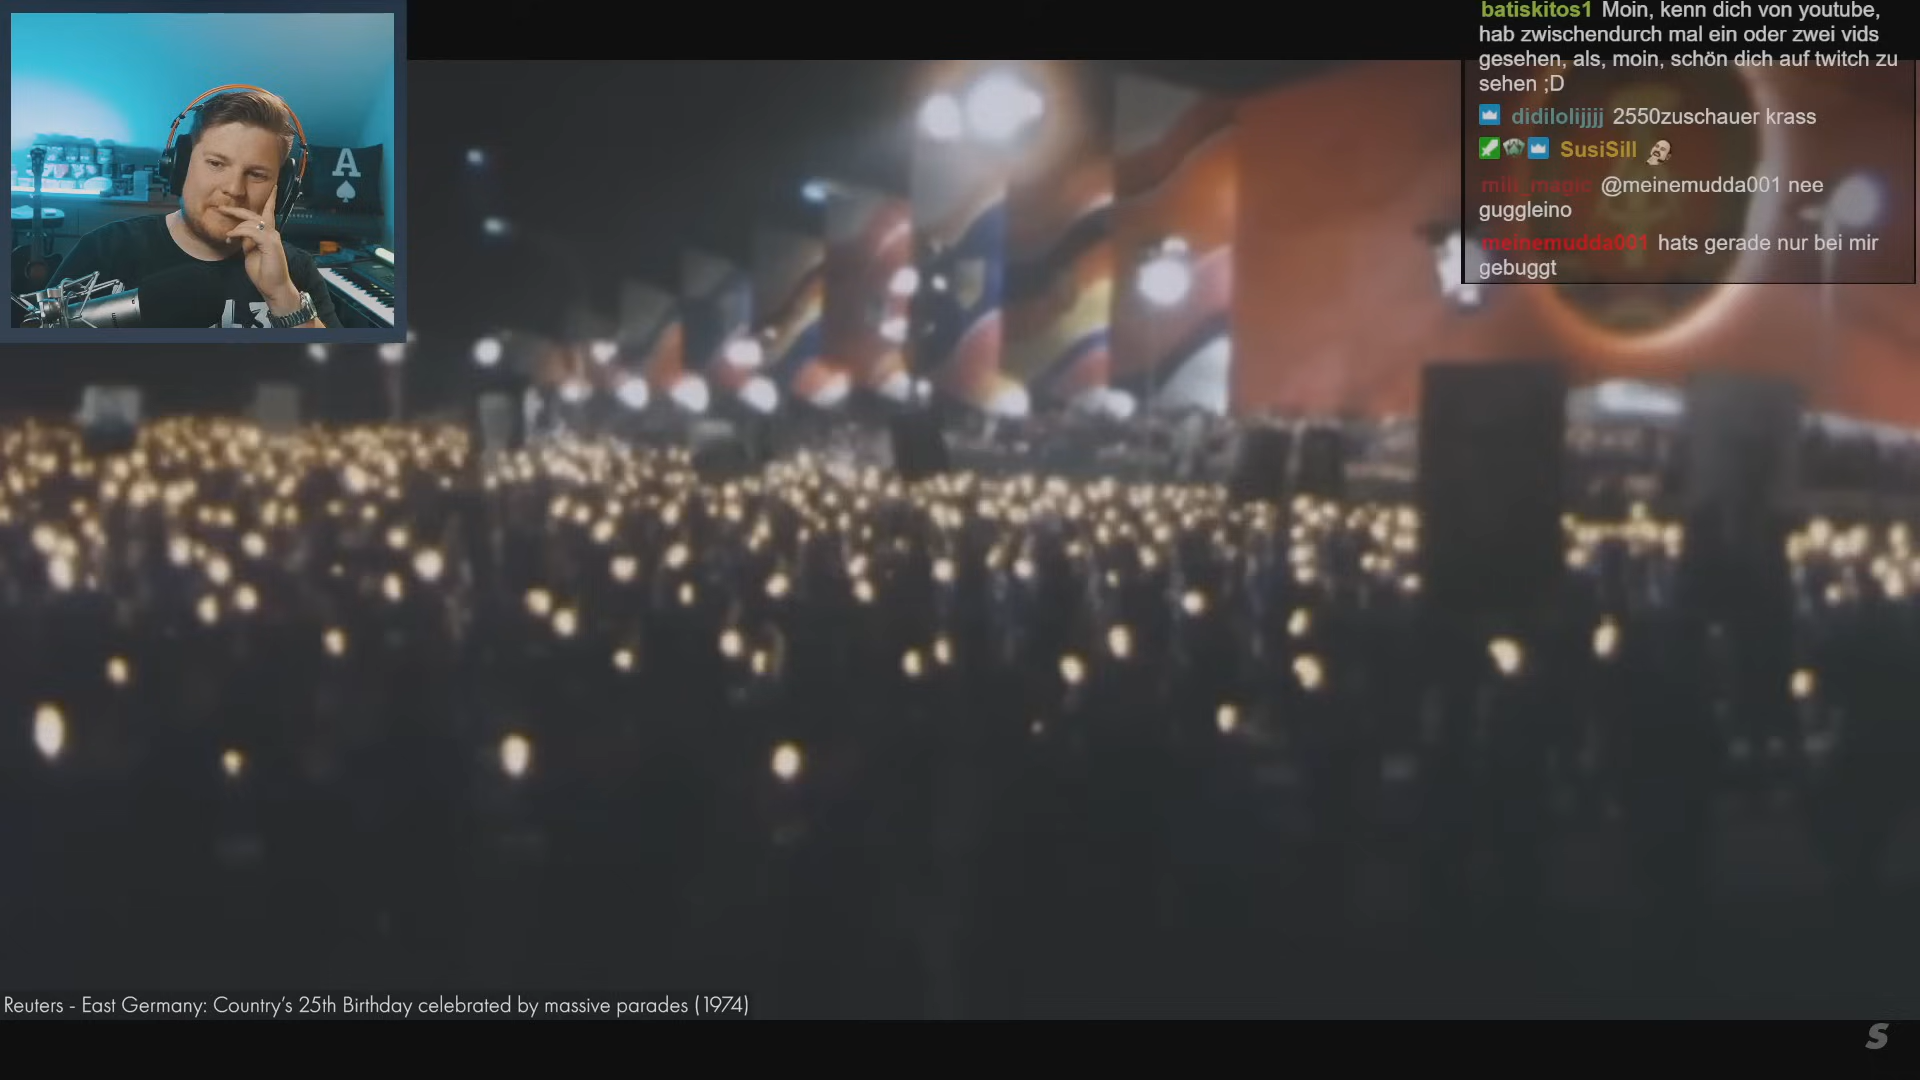 batiskitos1 Moin, kenn dich von youtube,
hab zwischendurch mal ein oder zwei vids
gesehen, als, moin, schön dich auf twitch zu
sehen ;D
didilolijjjj 2550zuschauer krass
SusiSill
mili_magic @meinemudda001 nee
guggleino
meinemudda001 hats gerade nur bei mir
gebuggt
A
Reuters - East Germany: Country's 25th Birthday celebrated by massive parades (1974)
S